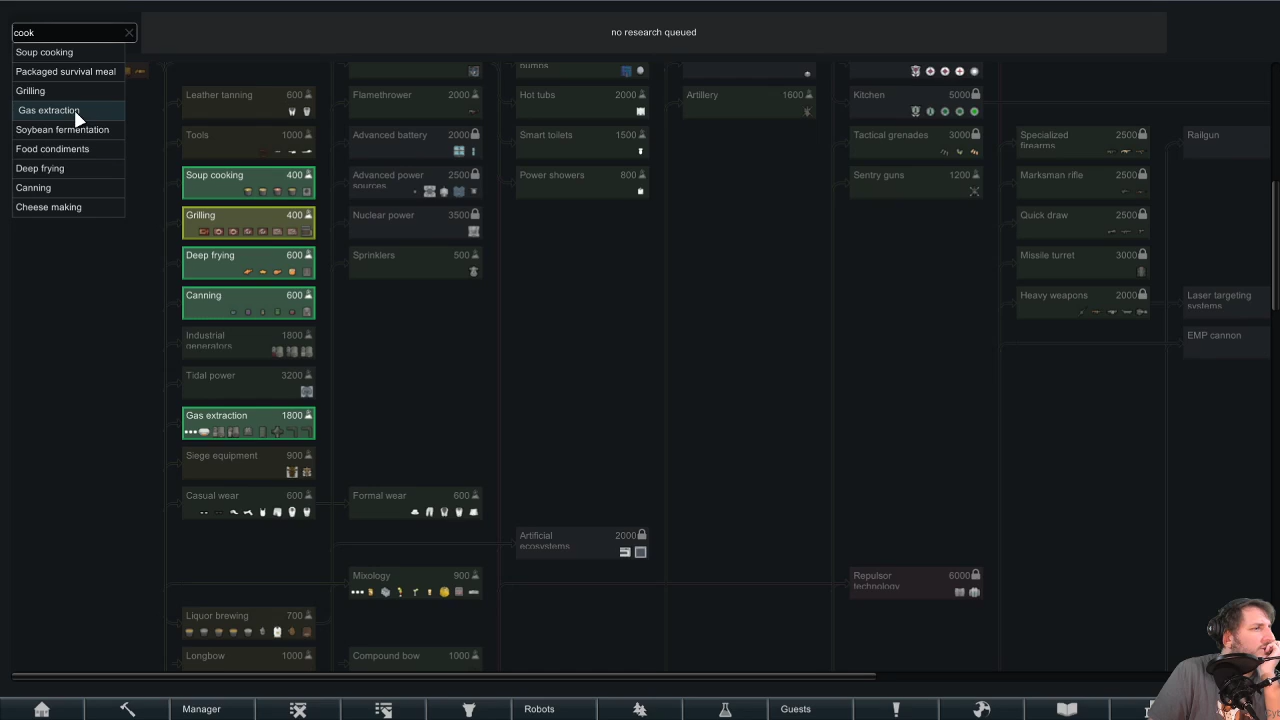 cook
no research queued
Soup cooking
Packaged survival meal
Grilling
Gas extraction
Soybean fermentation
Food condiments
Deep frying
Canning
Cheese making
Leather tanning 600
Flamethrower 2000
Hot tubs 2000
Artillery 1600
Kitchen 5000
Tools 1000
Advanced battery 2000
Smart toilets 1500
Tactical grenades 3000
Specialized firearms 2500
Railgun
Soup cooking 400
Advanced power sources 2500
Power showers 800
Sentry guns 1200
Marksman rifle 2500
Grilling 400
Nuclear power 3500
Quick draw 2500
Deep frying 600
Sprinklers 500
Missile turret 3000
Canning 600
Heavy weapons 2000
Laser targeting systems
Industrial generators 1800
EMP cannon
Tidal power 3200
Gas extraction 1800
Siege equipment 900
Casual wear 600
Formal wear 600
Artificial ecosystems 2000
Mixology 900
Repulsor technology 6000
Liquor brewing 700
Longbow 1000
Compound bow 1000
Manager
Robots
Guests